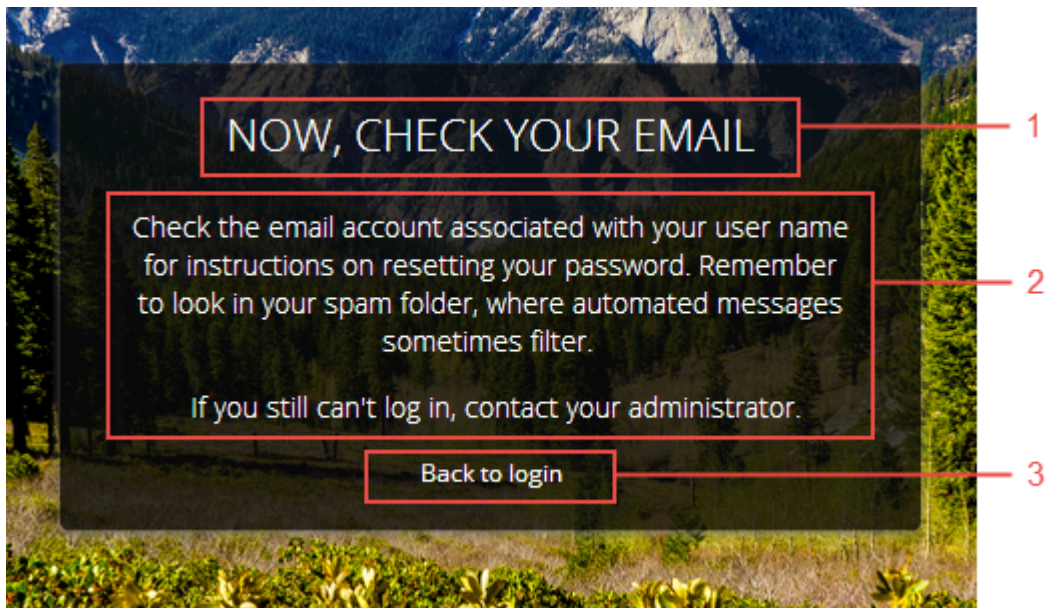 NOW, CHECK YOUR EMAIL
1
Check the email account associated with your user name
for instructions on resetting your password. Remember
to look in your spam folder, where automated messages
sometimes filter.
If you still can't log in, contact your administrator.
2
Back to login
3